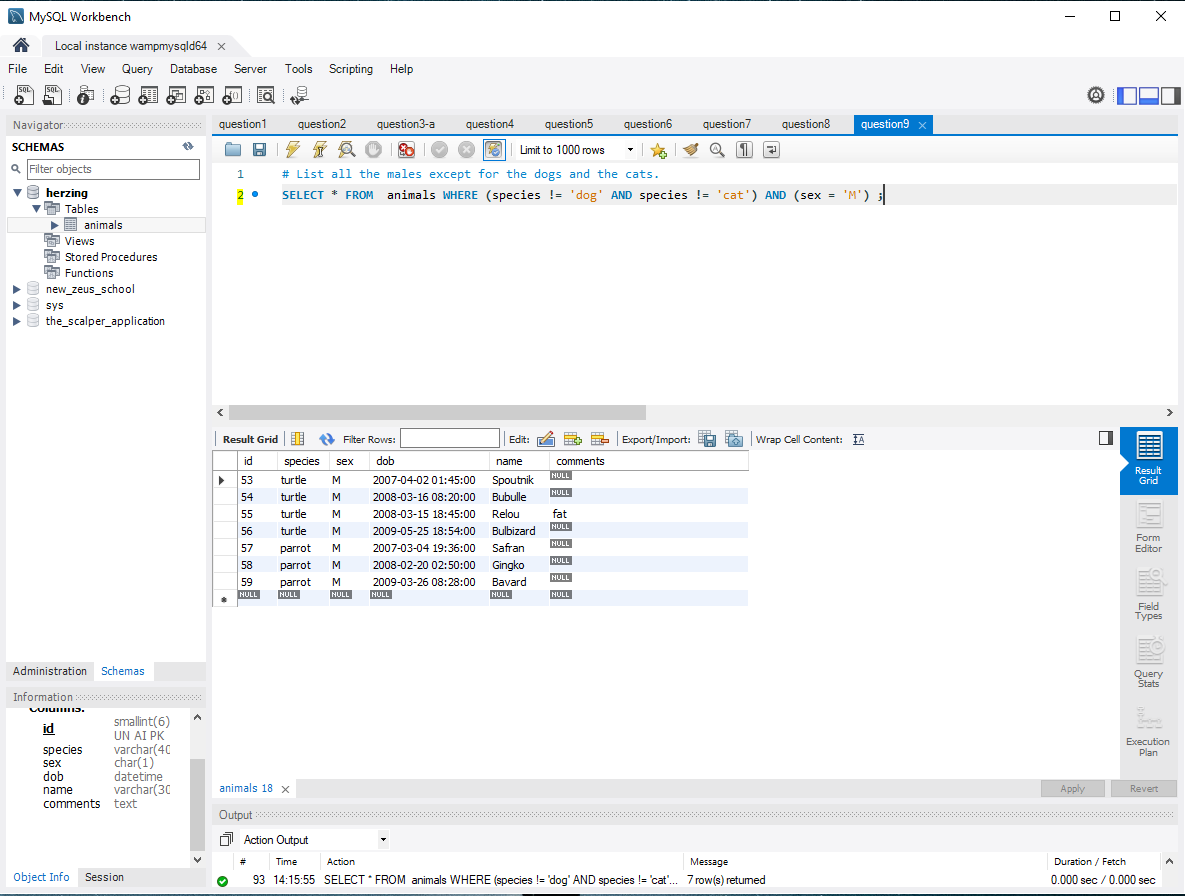 MySQL Workbench
Local instance wampmysqld64
File Edit View Query Database Server Tools Scripting Help
Navigator
SCHEMAS
Filter objects
herzing
Tables
animals
Views
Stored Procedures
Functions
new_zeus_school
sys
the_scalper_application
Administration Schemas
Information
Columns:
id smallint(6)
UN AI PK
species varchar(40
sex char(1)
dob datetime
name varchar(30
comments text
Object Info Session
question1 question2 question3-a question4 question5 question6 question7 question8 question9
Limit to 1000 rows
1 # List all the males except for the dogs and the cats.
2 SELECT * FROM  animals WHERE (species != 'dog' AND species != 'cat') AND (sex = 'M') ;
Result Grid Filter Rows: Edit: Export/Import: Wrap Cell Content:
id species sex dob name comments
53 turtle M 2007-04-02 01:45:00 Spoutnik NULL
54 turtle M 2008-03-16 08:20:00 Bubulle NULL
55 turtle M 2008-03-15 18:45:00 Relou fat
56 turtle M 2009-05-25 18:54:00 Bulbizard NULL
57 parrot M 2007-03-04 19:36:00 Safran NULL
58 parrot M 2008-02-20 02:50:00 Gingko NULL
59 parrot M 2009-03-26 08:28:00 Bavard NULL
NULL NULL NULL NULL NULL NULL
Result
Grid
Form
Editor
Field
Types
Query
Stats
Execution
Plan
animals 18
Apply Revert
Output
Action Output
# Time Action Message Duration / Fetch
93 14:15:55 SELECT * FROM  animals WHERE (species != 'dog' AND species != 'cat'... 7 row(s) returned 0.000 sec / 0.000 sec